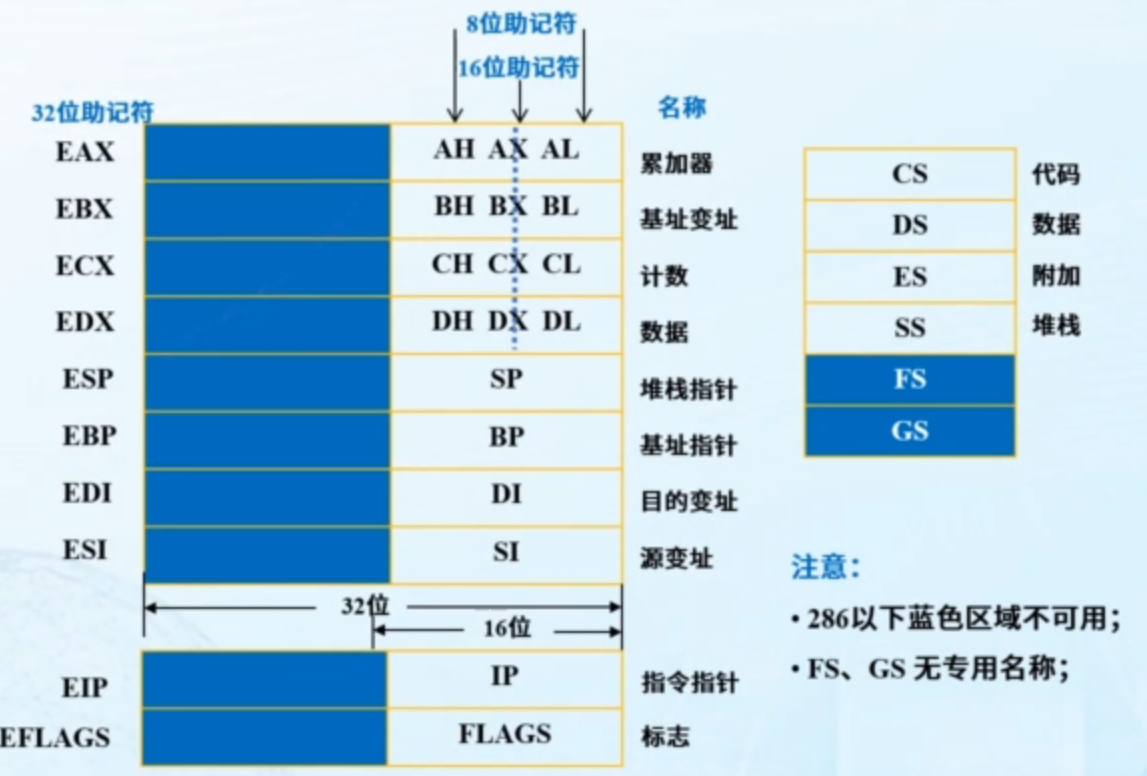 8位助记符
16位助记符
32位助记符
名称
EAX AH AX AL 累加器
EBX BH BX BL 基址变址
ECX CH CX CL 计数
EDX DH DX DL 数据
ESP SP 堆栈指针
EBP BP 基址指针
EDI DI 目的变址
ESI SI 源变址
32位
16位
EIP IP 指令指针
EFLAGS FLAGS 标志
CS 代码
DS 数据
ES 附加
SS 堆栈
FS
GS
注意：
• 286以下蓝色区域不可用；
• FS、GS 无专用名称；